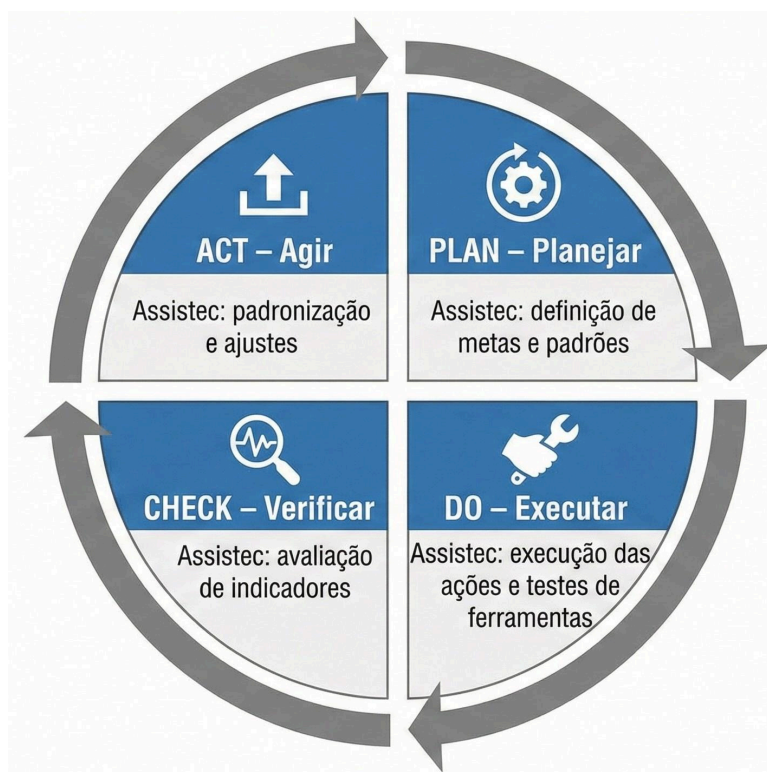 ACT – Agir
Assistec: padronização
e ajustes
PLAN – Planejar
Assistec: definição de
metas e padrões
CHECK – Verificar
Assistec: avaliação
de indicadores
DO – Executar
Assistec: execução das
ações e testes de
ferramentas